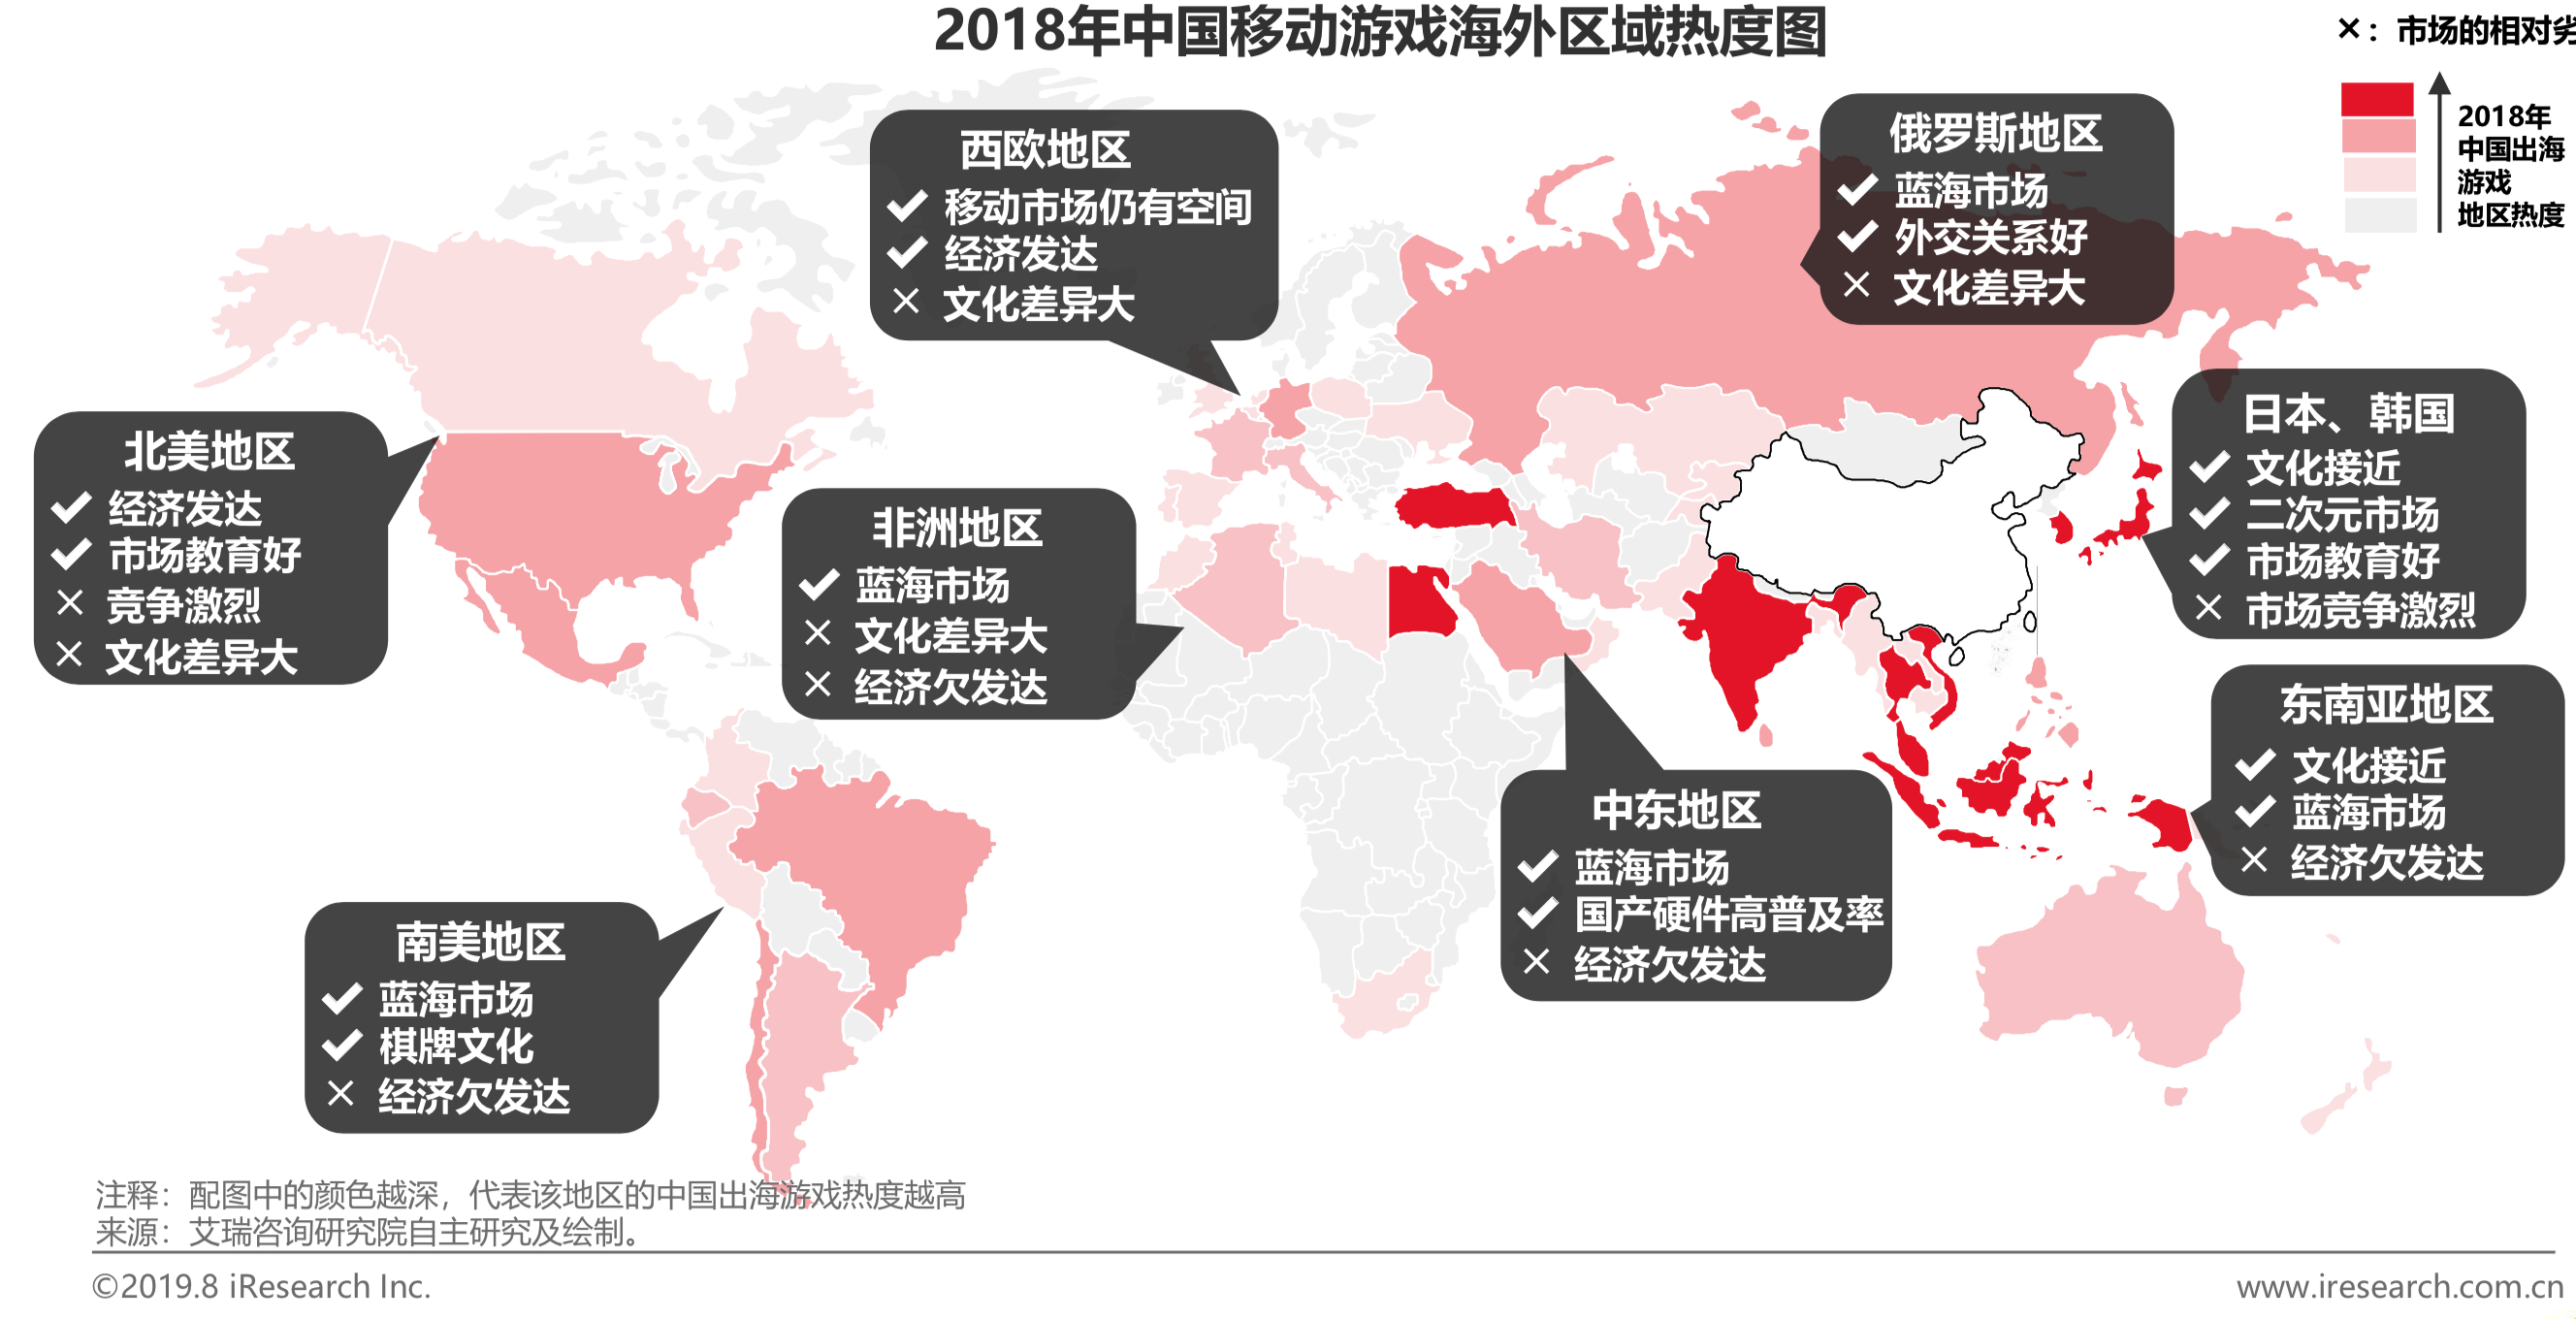 2018年中国移动游戏海外区域热度图
×：市场的相对劣
2018年
中国出海
游戏
地区热度
西欧地区
✓ 移动市场仍有空间
✓ 经济发达
× 文化差异大
俄罗斯地区
✓ 蓝海市场
✓ 外交关系好
× 文化差异大
北美地区
✓ 经济发达
✓ 市场教育好
× 竞争激烈
× 文化差异大
非洲地区
✓ 蓝海市场
× 文化差异大
× 经济欠发达
日本、韩国
✓ 文化接近
✓ 二次元市场
✓ 市场教育好
× 市场竞争激烈
东南亚地区
✓ 文化接近
✓ 蓝海市场
× 经济欠发达
中东地区
✓ 蓝海市场
✓ 国产硬件高普及率
× 经济欠发达
南美地区
✓ 蓝海市场
✓ 棋牌文化
× 经济欠发达
注释：配图中的颜色越深，代表该地区的中国出海游戏热度越高
来源：艾瑞咨询研究院自主研究及绘制。
©2019.8 iResearch Inc.
www.iresearch.com.cn